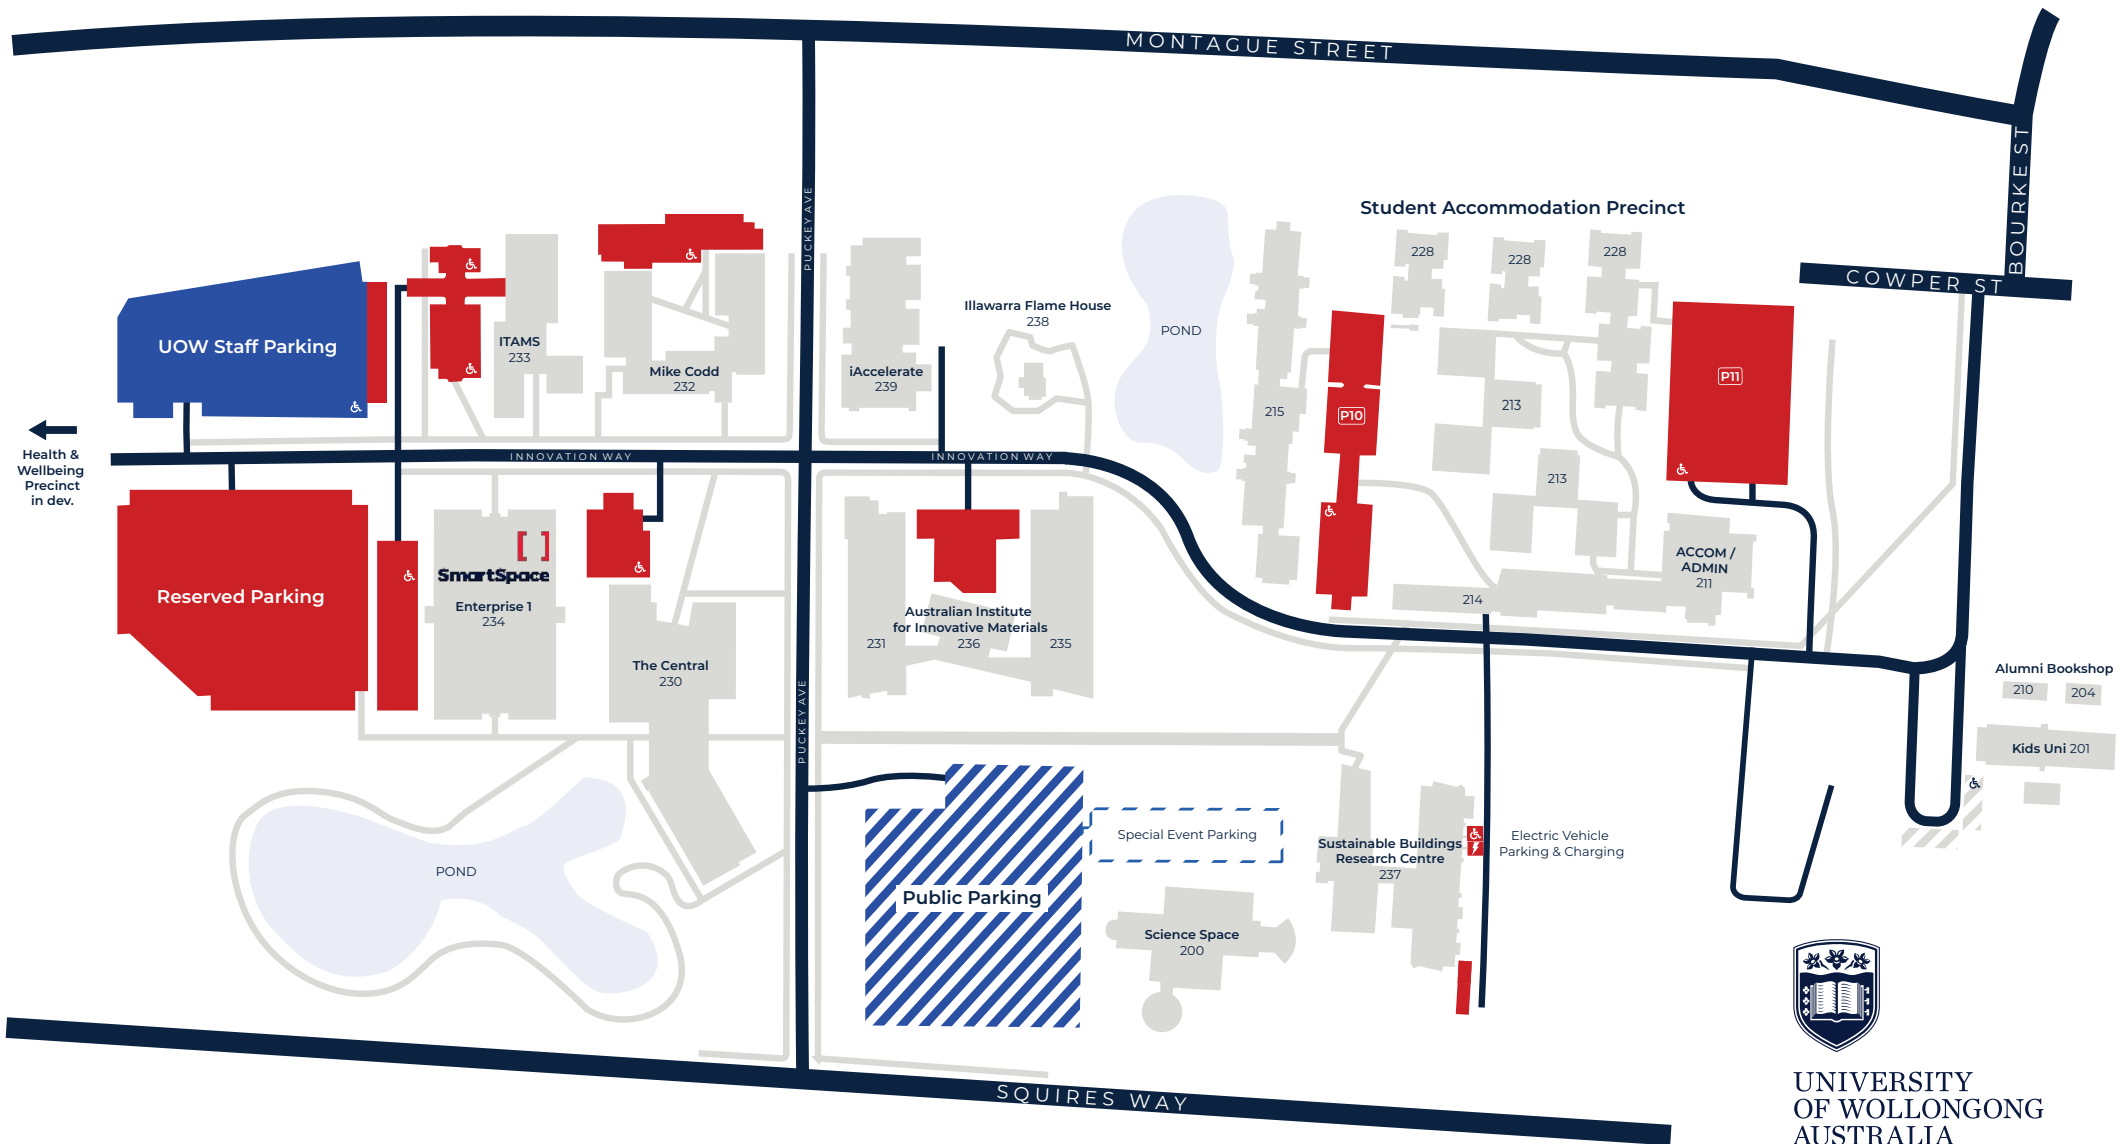 MONTAGUE STREET
BOURKE ST
COWPER ST
PUCKEY AVE
Student Accommodation Precinct
228
228
228
UOW Staff Parking
ITAMS
233
Mike Codd
232
iAccelerate
239
Illawarra Flame House
238
POND
215
P10
213
P11
213
Health &
Wellbeing
Precinct
in dev.
INNOVATION WAY
INNOVATION WAY
Reserved Parking
SmartSpace
Enterprise 1
234
The Central
230
PUCKEY AVE
Australian Institute
for Innovative Materials
231
236
235
214
ACCOM /
ADMIN
211
Alumni Bookshop
210
204
Kids Uni 201
POND
Public Parking
Special Event Parking
Science Space
200
Sustainable Buildings
Research Centre
237
Electric Vehicle
Parking & Charging
SQUIRES WAY
UNIVERSITY
OF WOLLONGONG
AUSTRALIA